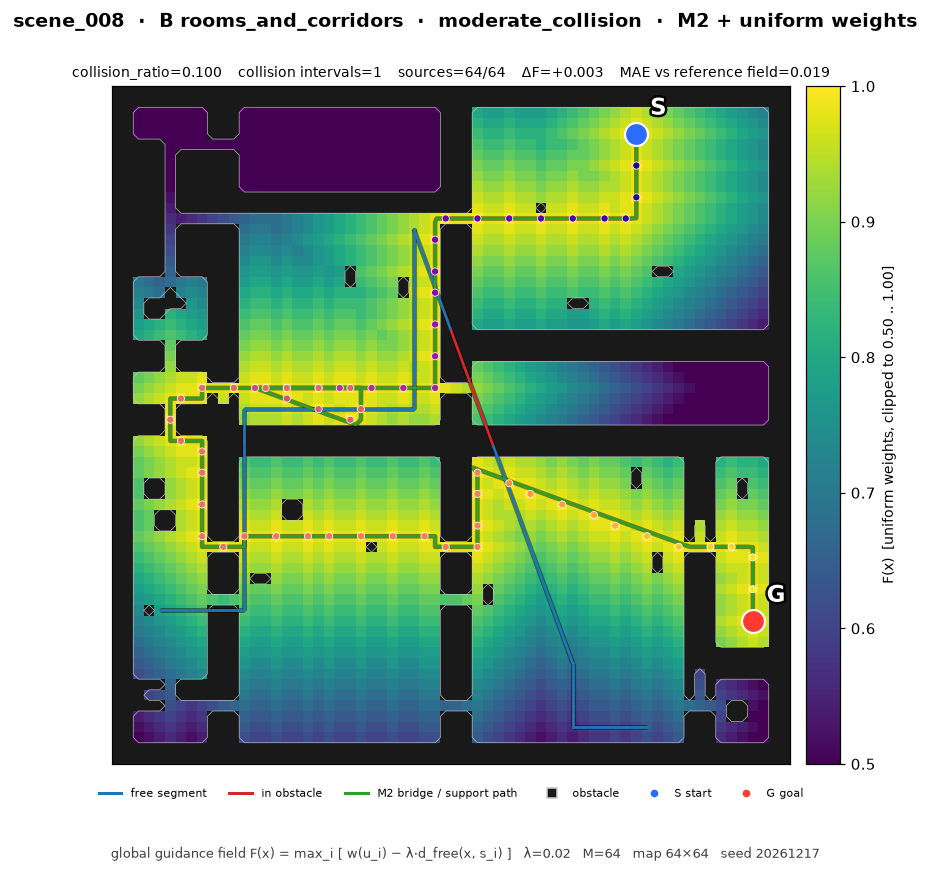 scene_008 · B rooms_and_corridors · moderate_collision · M2 + uniform weights
collision_ratio=0.100 collision intervals=1 sources=64/64 ΔF=+0.003 MAE vs reference field=0.019
S
G
1.0
0.9
0.8
0.7
0.6
0.5
F(x) [uniform weights, clipped to 0.50 .. 1.00]
free segment
in obstacle
M2 bridge / support path
obstacle
S start
G goal
global guidance field F(x) = max_i [ w(u_i) − λ·d_free(x, s_i) ] λ=0.02 M=64 map 64×64 seed 20261217